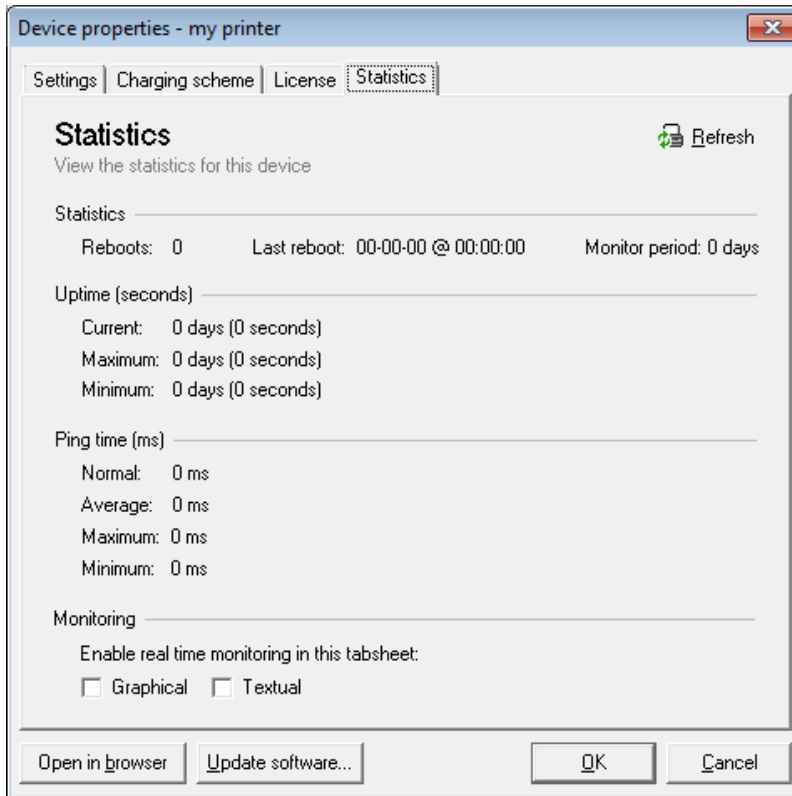 Device properties - my printer
Settings Charging scheme License Statistics
Statistics Refresh
View the statistics for this device
Statistics
Reboots: 0 Last reboot: 00-00-00 @ 00:00:00 Monitor period: 0 days
Uptime (seconds)
Current: 0 days (0 seconds)
Maximum: 0 days (0 seconds)
Minimum: 0 days (0 seconds)
Ping time (ms)
Normal: 0 ms
Average: 0 ms
Maximum: 0 ms
Minimum: 0 ms
Monitoring
Enable real time monitoring in this tabsheet:
Graphical Textual
Open in browser Update software... OK Cancel